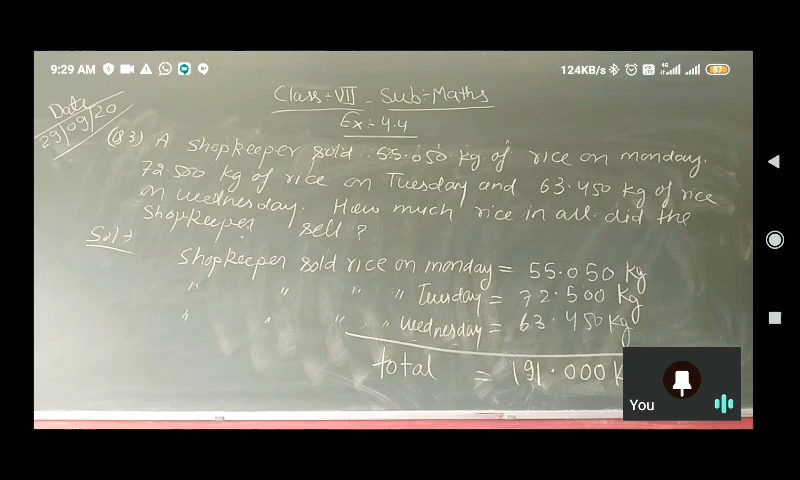 9:29 AM
124KB/s
4G
87
Class = VII - Sub = Maths
Date
29/09/20
Ex = 4.4
(Q3) A Shopkeeper sold 55.050 kg of rice on monday.
72.500 kg of rice on Tuesday and 63.450 kg of rice
on wednesday. How much rice in all did the
Shopkeeper sell ?
Sol→
Shopkeeper sold rice on monday = 55.050 kg
" " " " Tuesday = 72.500 kg
" " " " wednesday = 63.450 kg
total = 191.000 k
You